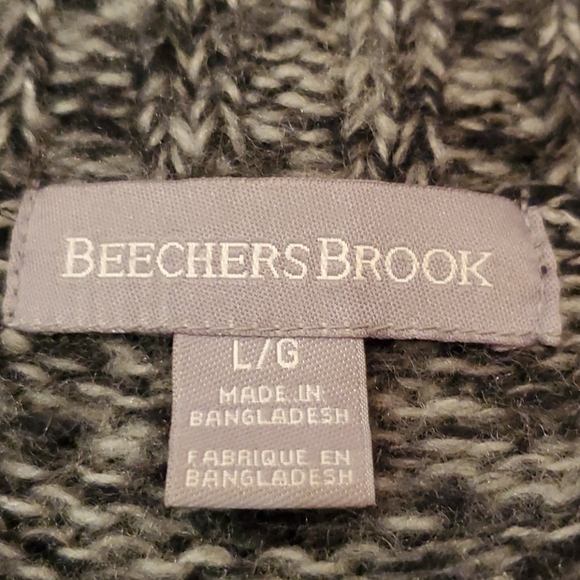 BEECHERS BROOK
L/G
MADE IN
BANGLADESH
FABRIQUE EN
BANGLADESH